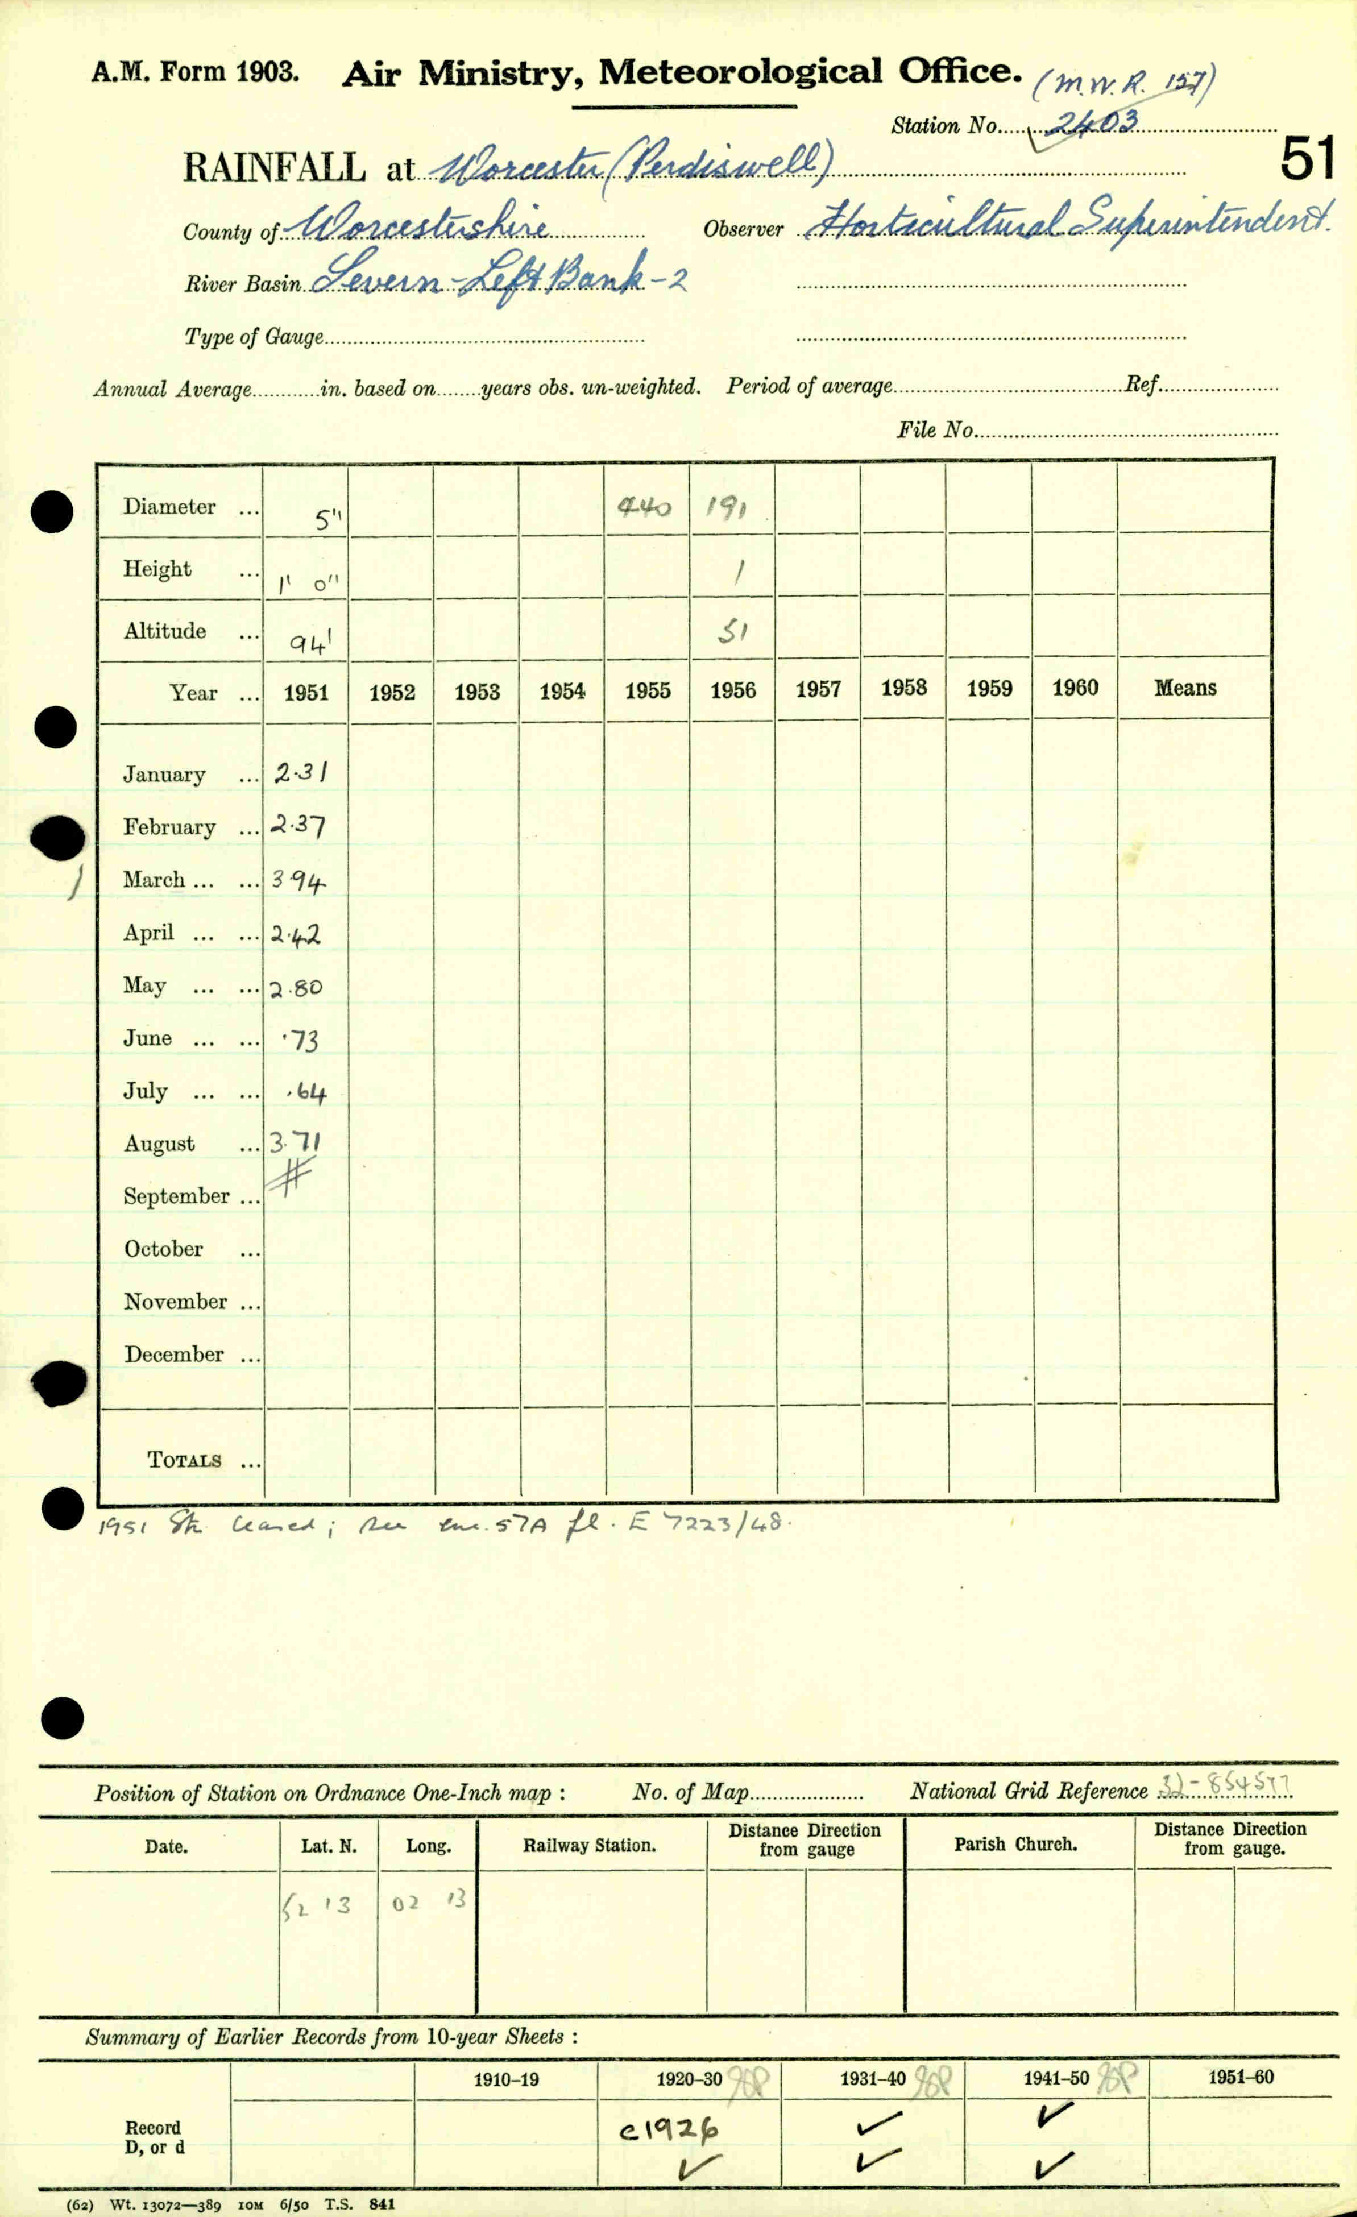 A.M. Form 1903. Air Ministry, Meteorological Office. (M.W.R. 157)
Station No. 2403
51
RAINFALL at Worcester (Perdiswell)
County of Worcestershire Observer Horticultural Superintendent.
River Basin Severn - Left Bank - 2
Type of Gauge
Annual Average in. based on years obs. un-weighted. Period of average Ref.
File No.
Diameter ... 5" 440 191
Height ... 1' 0" 1
Altitude ... 94' 51
Year ... 1951 1952 1953 1954 1955 1956 1957 1958 1959 1960 Means
January ... 2.31
February ... 2.37
March ... ... 3 94
April ... ... 2.42
May ... ... 2.80
June ... ... .73
July ... ... .64
August ... 3.71
September ... #
October ...
November ...
December ...
TOTALS ...
1951 Stn ceased; see enc. 57A fl. E 7223/48.
Position of Station on Ordnance One-Inch map : No. of Map National Grid Reference 32-854577
Date. Lat. N. Long. Railway Station. Distance from Direction gauge Parish Church. Distance from Direction gauge.
52 13 02 13
Summary of Earlier Records from 10-year Sheets :
1910-19 1920-30 1931-40 1941-50 1951-60
Record c1926 ✓ ✓
D, or d ✓ ✓ ✓
(62) Wt. 13072—389 10M 6/50 T.S. 841